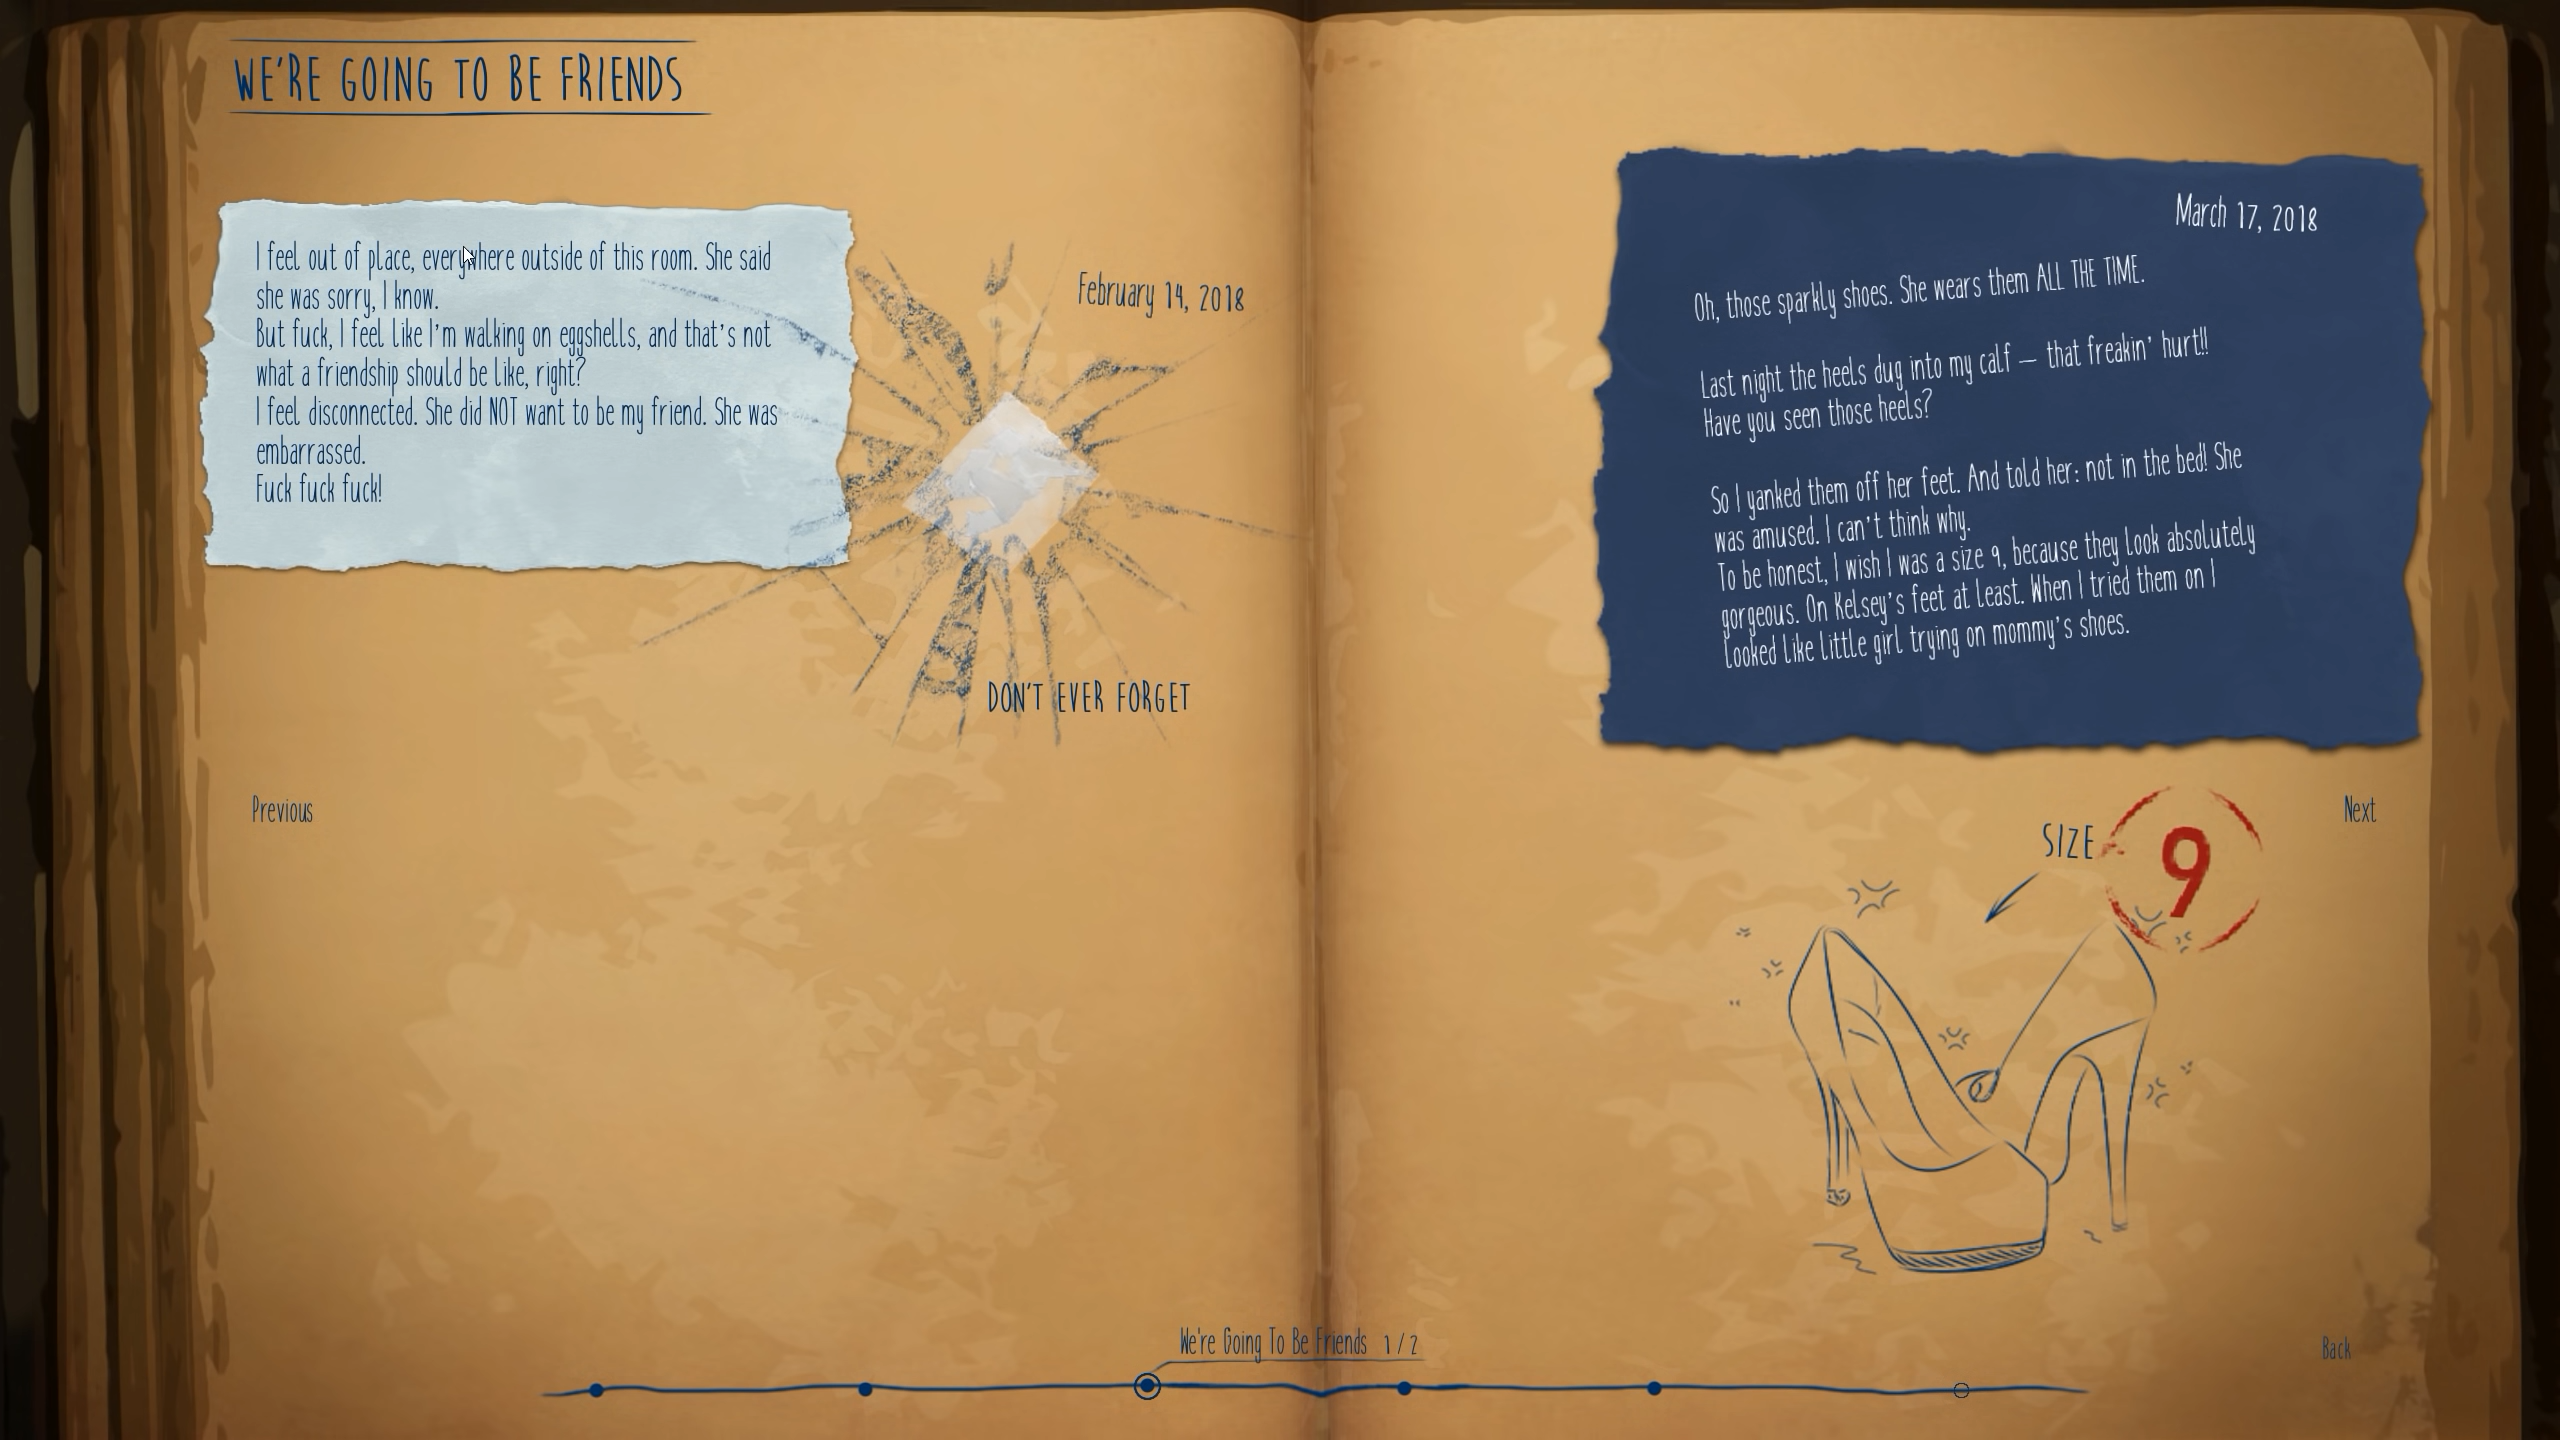 WE'RE GOING TO BE FRIENDS
I feel out of place, everywhere outside of this room. She said
she was sorry, I know.
But fuck, I feel like I'm walking on eggshells, and that's not
what a friendship should be like, right?
I feel disconnected. She did NOT want to be my friend. She was
embarrassed.
Fuck fuck fuck!
February 14, 2018
DON'T EVER FORGET
Previous
March 17, 2018
Oh, those sparkly shoes. She wears them ALL THE TIME.
Last night the heels dug into my calf – that freakin' hurt!!
Have you seen those heels?
So I yanked them off her feet. And told her: not in the bed! She
was amused. I can't think why.
To be honest, I wish I was a size 9, because they look absolutely
gorgeous. On Kelsey's feet at least. When I tried them on I
looked like little girl trying on mommy's shoes.
Next
SIZE 9
We're Going To Be Friends 1 / 2
Back